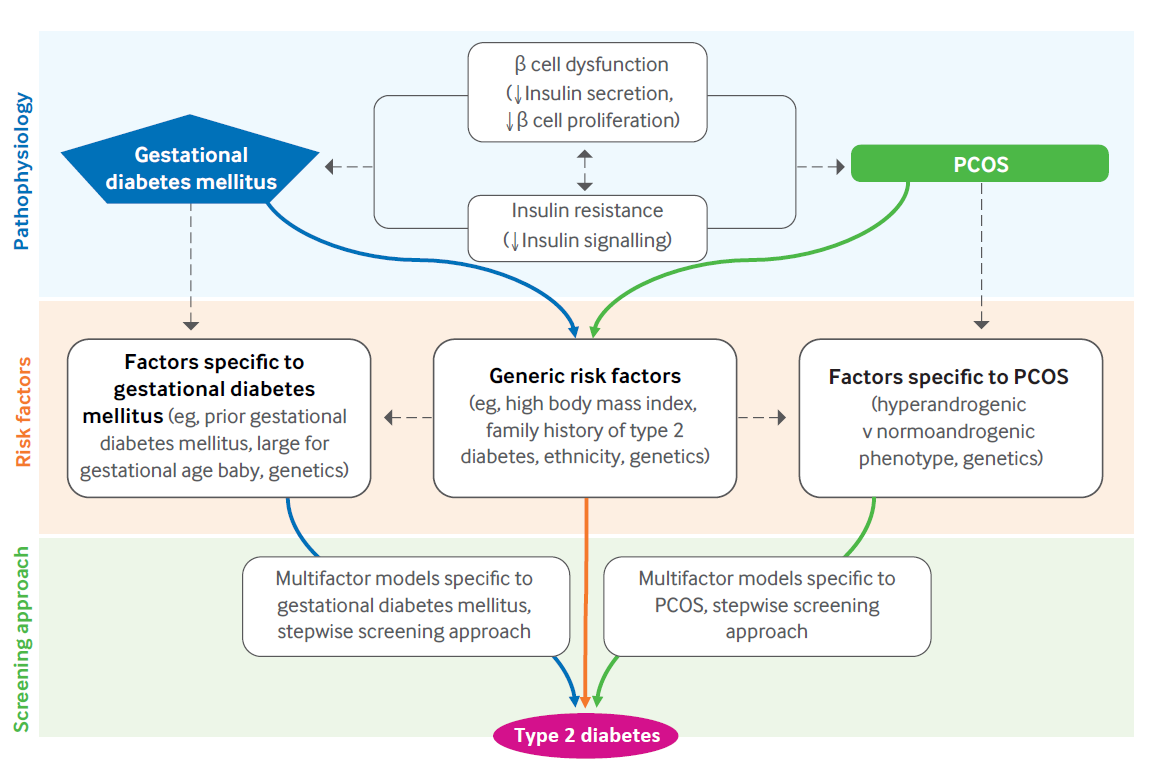 Pathophysiology
β cell dysfunction
(↓Insulin secretion,
↓β cell proliferation)
Gestational
diabetes mellitus
PCOS
Insulin resistance
(↓Insulin signalling)
Risk factors
Factors specific to
gestational diabetes
mellitus (eg, prior gestational
diabetes mellitus, large for
gestational age baby, genetics)
Generic risk factors
(eg, high body mass index,
family history of type 2
diabetes, ethnicity, genetics)
Factors specific to PCOS
(hyperandrogenic
v normoandrogenic
phenotype, genetics)
Screening approach
Multifactor models specific to
gestational diabetes mellitus,
stepwise screening approach
Multifactor models specific to
PCOS, stepwise screening
approach
Type 2 diabetes